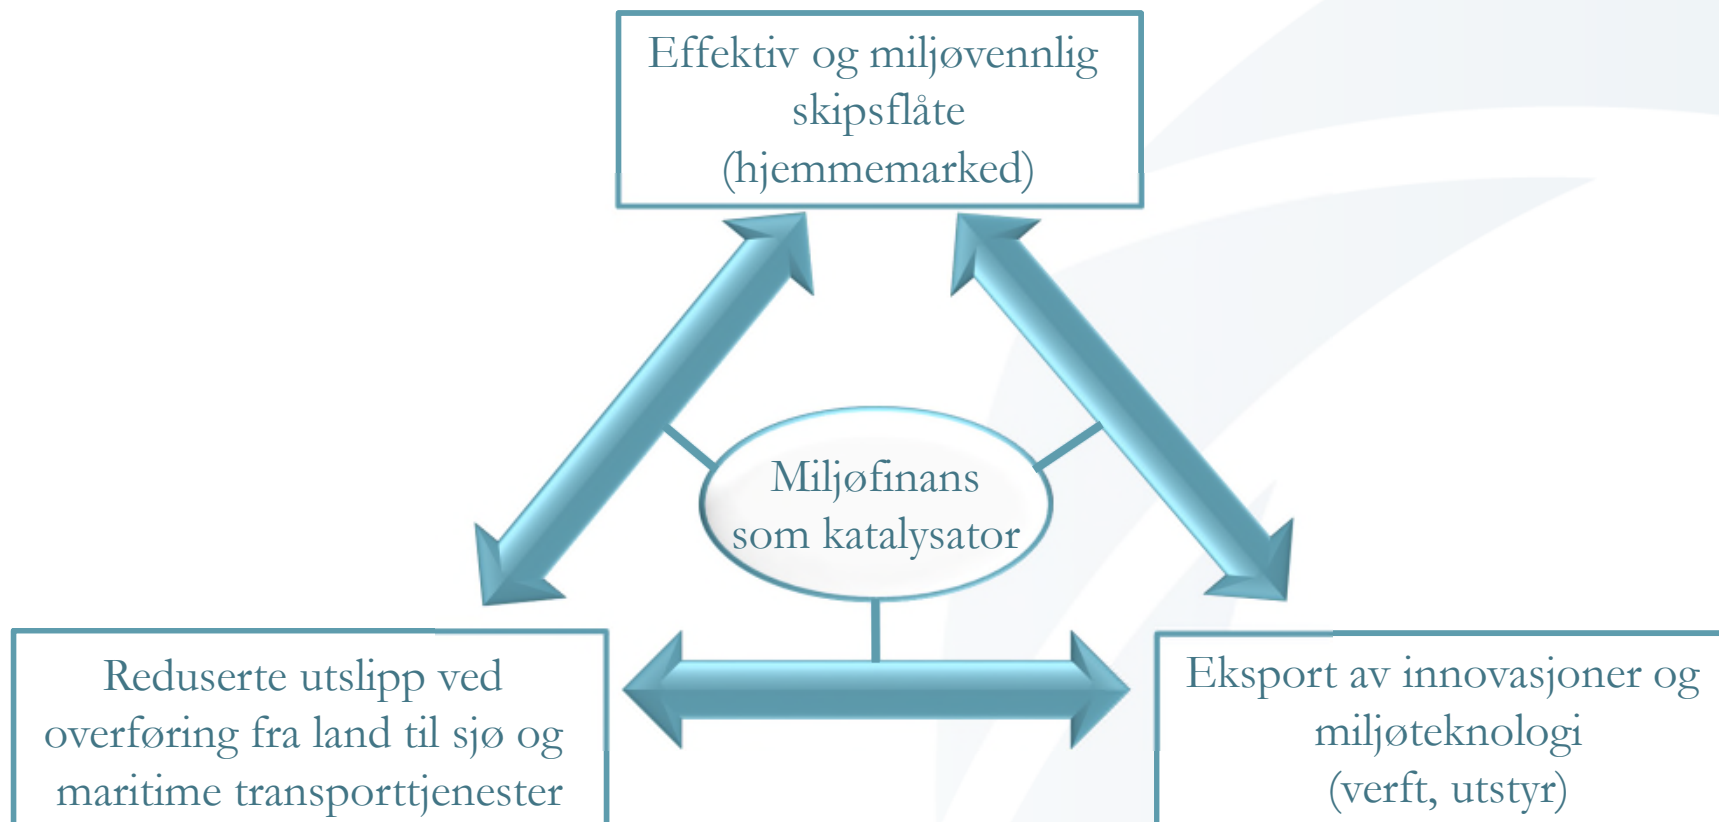 Effektiv og miljøvennlig
skipsflåte
(hjemmemarked)
Miljøfinans
som katalysator
Reduserte utslipp ved
overføring fra land til sjø og
maritime transporttjenester
Eksport av innovasjoner og
miljøteknologi
(verft, utstyr)